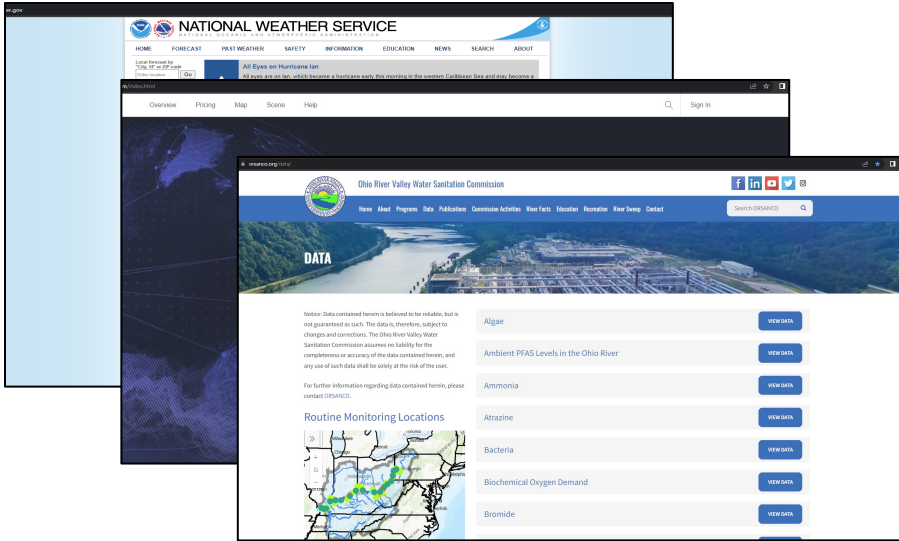 er.gov
NATIONAL WEATHER SERVICE
NATIONAL OCEANIC AND ATMOSPHERIC ADMINISTRATION
HOME FORECAST PAST WEATHER SAFETY INFORMATION EDUCATION NEWS SEARCH ABOUT
Local forecast by
"City, St" or ZIP code
Enter location ... Go
All Eyes on Hurricane Ian
All eyes are on Ian, which became a hurricane early this morning in the western Caribbean Sea and may become a
m/index.html
Overview Pricing Map Scene Help Sign In
orsanco.org/data/
Ohio River Valley Water Sanitation Commission
Home About Programs Data Publications Commission Activities River Facts Education Recreation River Sweep Contact
Search ORSANCO
DATA
Notice: Data contained herein is believed to be reliable, but is
not guaranteed as such. The data is, therefore, subject to
changes and corrections. The Ohio River Valley Water
Sanitation Commission assumes no liability for the
completeness or accuracy of the data contained herein, and
any use of such data shall be solely at the risk of the user.
For further information regarding data contained herein, please
contact ORSANCO.
Routine Monitoring Locations
Algae VIEW DATA
Ambient PFAS Levels in the Ohio River VIEW DATA
Ammonia VIEW DATA
Atrazine VIEW DATA
Bacteria VIEW DATA
Biochemical Oxygen Demand VIEW DATA
Bromide VIEW DATA